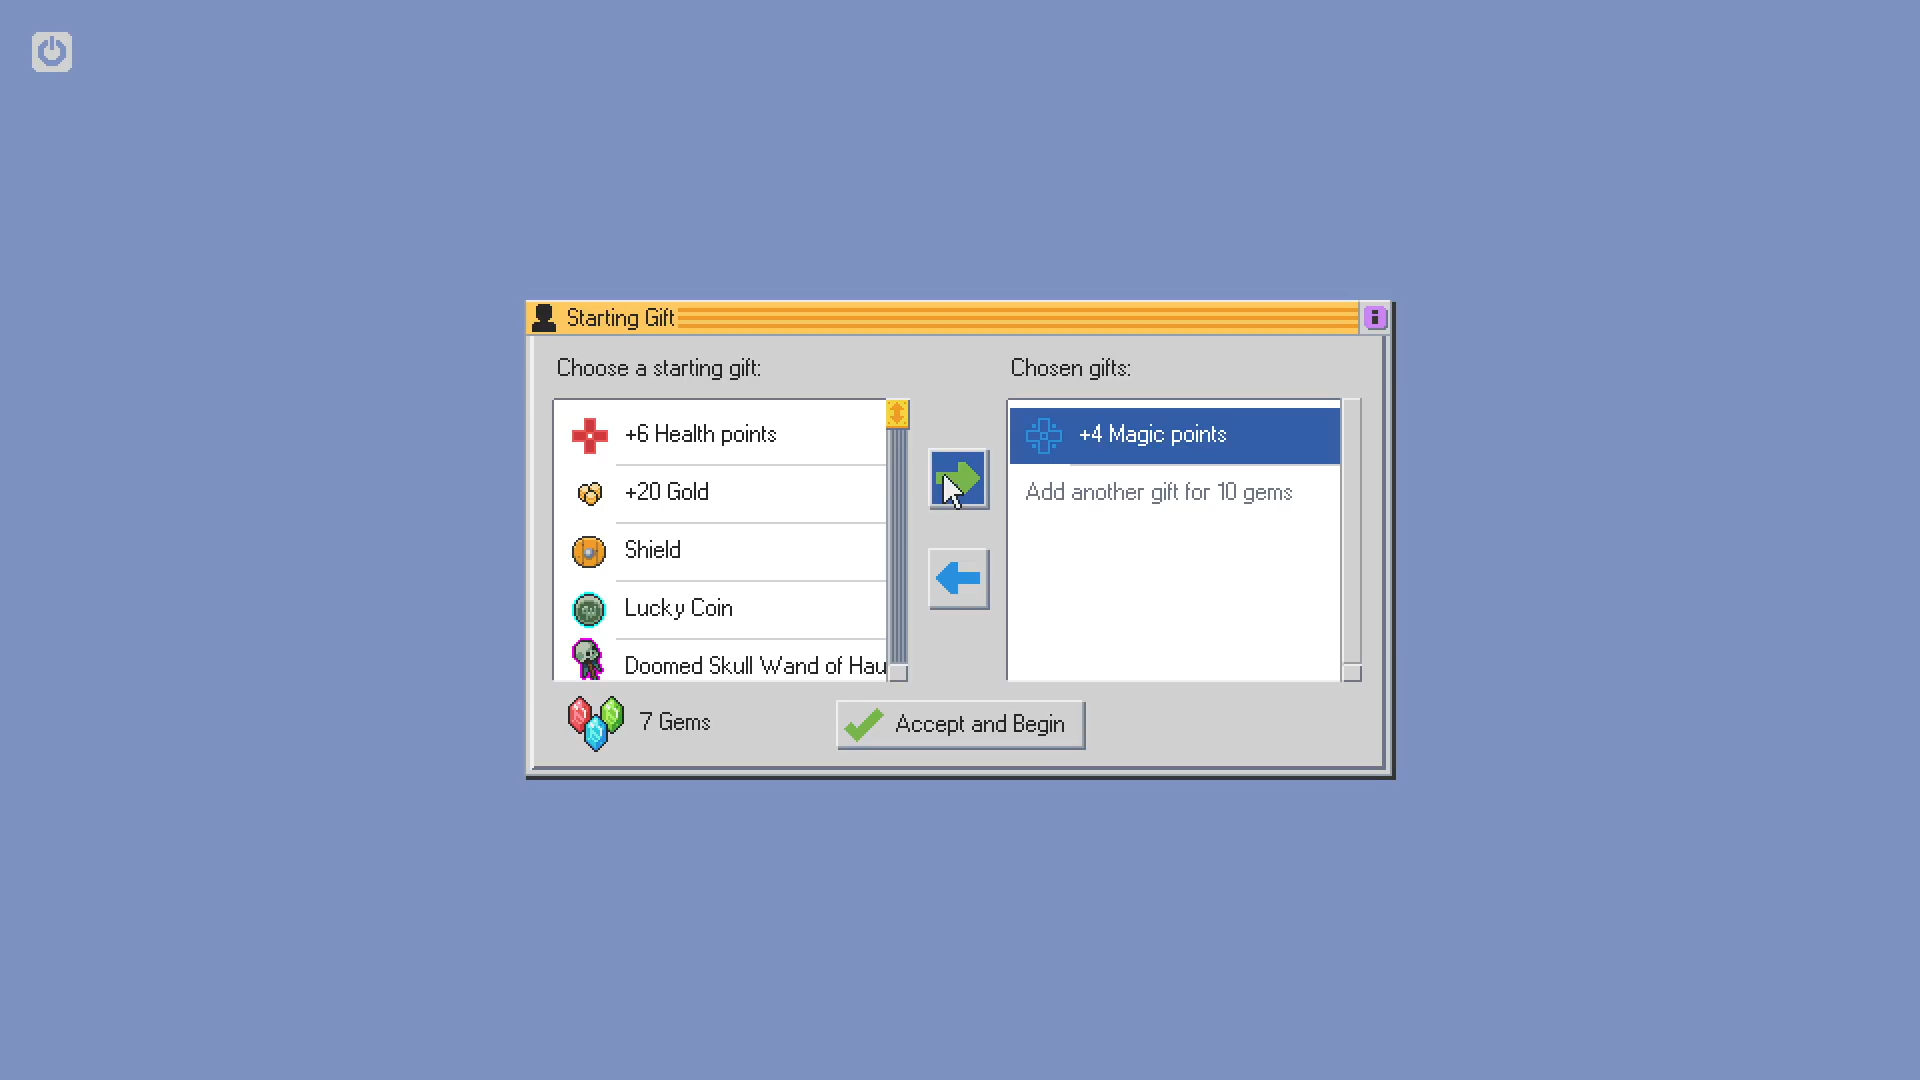 Starting Gift
Choose a starting gift:
Chosen gifts:
+6 Health points
+20 Gold
Shield
Lucky Coin
Doomed Skull Wand of Hau
+4 Magic points
Add another gift for 10 gems
7 Gems
Accept and Begin